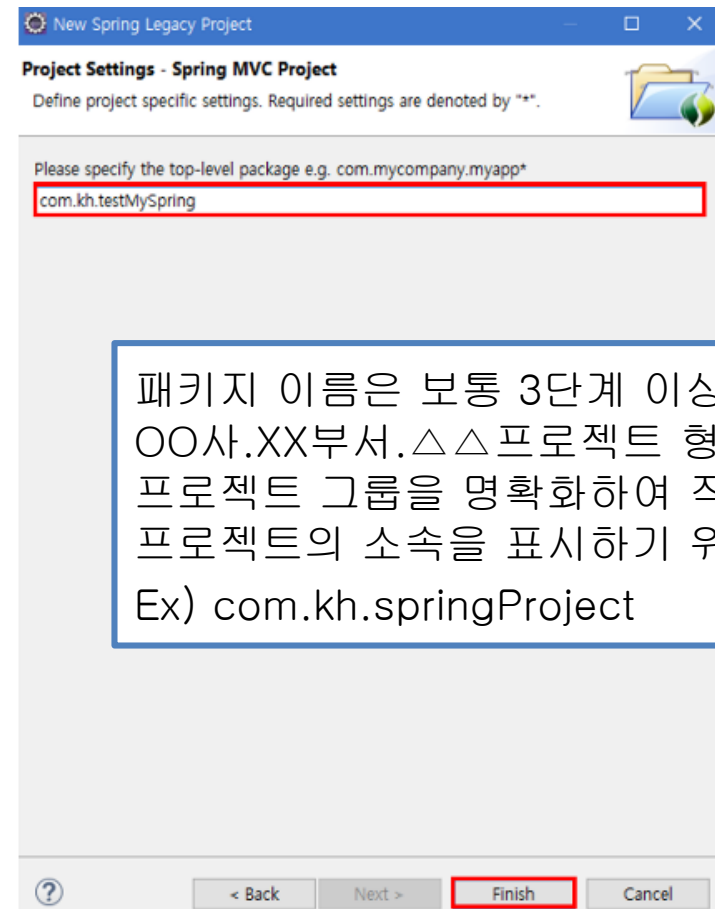 New Spring Legacy Project
Project Settings - Spring MVC Project
Define project specific settings. Required settings are denoted by "*".
Please specify the top-level package e.g. com.mycompany.myapp*
com.kh.testMySpring
패키지 이름은 보통 3단계 이상
OO사.XX부서.△△프로젝트 형
프로젝트 그룹을 명확화하여
프로젝트의 소속을 표시하기
Ex) com.kh.springProject
< Back
Next >
Finish
Cancel